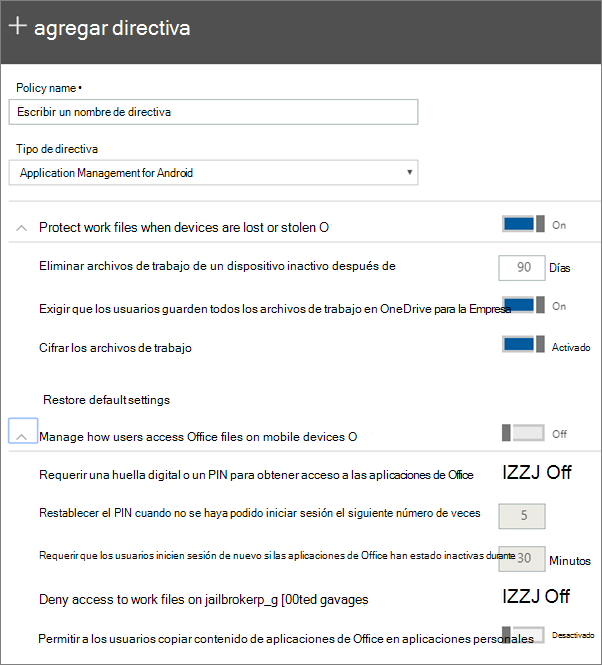 + agregar directiva
Policy name •
Escribir un nombre de directiva
Tipo de directiva
Application Management for Android
Protect work files when devices are lost or stolen O
On
Eliminar archivos de trabajo de un dispositivo inactivo después de
90 Días
Exigir que los usuarios guarden todos los archivos de trabajo en OneDrive para la Empresa
On
Cifrar los archivos de trabajo
Activado
Restore default settings
Manage how users access Office files on mobile devices O
Off
Requerir una huella digital o un PIN para obtener acceso a las aplicaciones de Office
IZZJ Off
Restablecer el PIN cuando no se haya podido iniciar sesión el siguiente número de veces
5
Requerir que los usuarios inicien sesión de nuevo si las aplicaciones de Office han estado inactivas durante
30 Minutos
Deny access to work files on jailbrokerp_g [00ted gavages
IZZJ Off
Permitir a los usuarios copiar contenido de aplicaciones de Office en aplicaciones personales
Desactivado